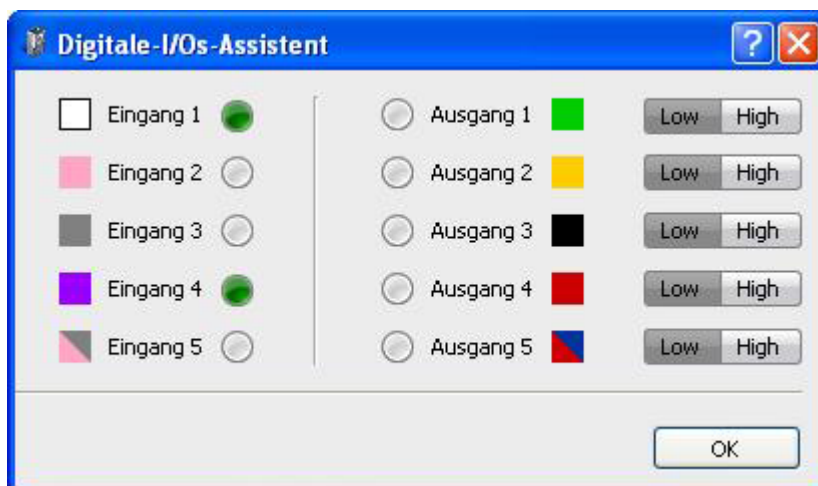 Digitale-I/Os-Assistent
Eingang 1 Ausgang 1 Low High
Eingang 2 Ausgang 2 Low High
Eingang 3 Ausgang 3 Low High
Eingang 4 Ausgang 4 Low High
Eingang 5 Ausgang 5 Low High
OK